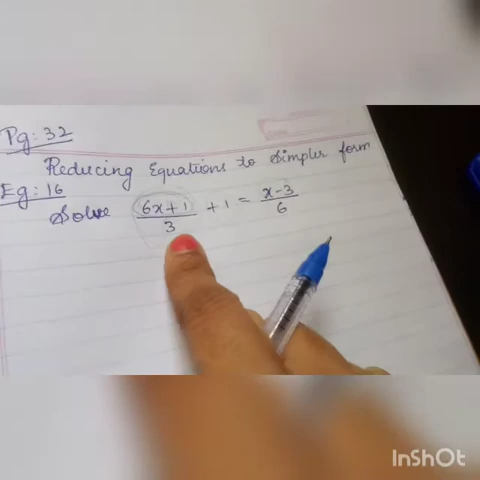 Pg: 32
Reducing Equations to Simpler form
Eg: 16
Solve (6x+1)/3 + 1 = (x-3)/6
InShOt